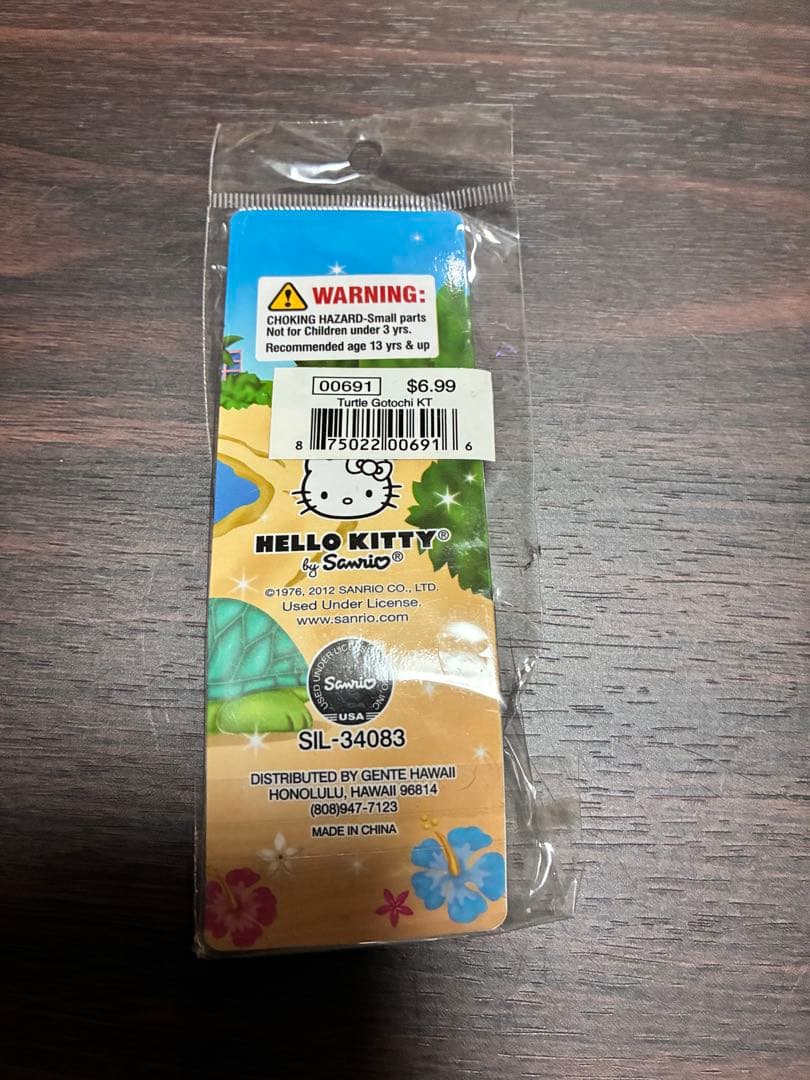 WARNING:
CHOKING HAZARD-Small parts
Not for Children under 3 yrs.
Recommended age 13 yrs & up
00691 $6.99
Turtle Gotochi KT
8 75022 00691 6
HELLO KITTY®
by Sanrio®
©1976, 2012 SANRIO CO., LTD.
Used Under License.
www.sanrio.com
USED UNDER
Sanrio
INC.
USA
SIL-34083
DISTRIBUTED BY GENTE HAWAII
HONOLULU, HAWAII 96814
(808)947-7123
MADE IN CHINA